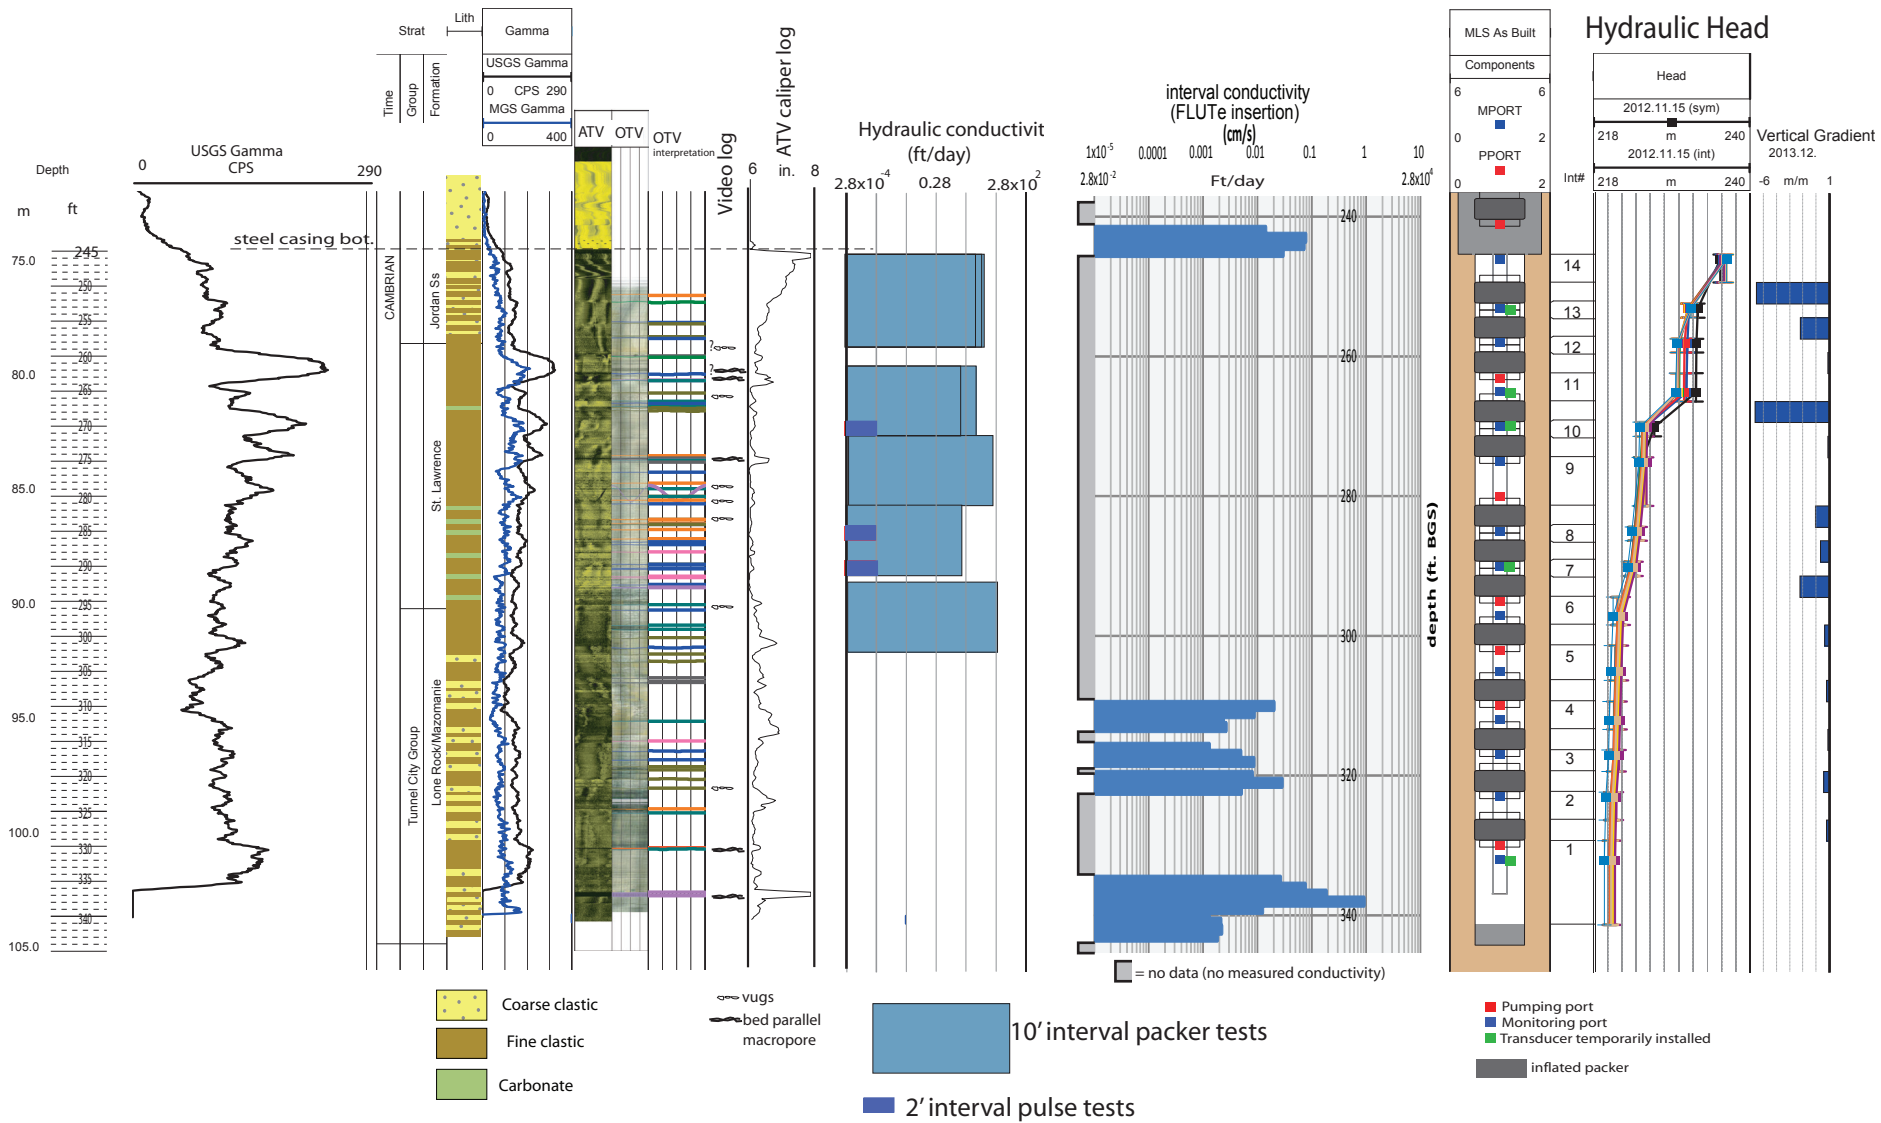 Hydraulic Head
Strat
Lith
Gamma
USGS Gamma
0 CPS 290
MGS Gamma
0 400
Time
Group
Formation
ATV
OTV
OTV
interpretation
Video log
ATV caliper log
6 in. 8
Hydraulic conductivit
(ft/day)
2.8x10-4 0.28 2.8x10 2
interval conductivity
(FLUTe insertion)
(cm/s)
1x10-5 0.0001 0.001 0.01 0.1 1 10
2.8x10-2 Ft/day 2.8x10 4
MLS As Built
Components
6 6
MPORT
0 2
PPORT
0 2
Int#
Head
2012.11.15 (sym)
218 m 240
2012.11.15 (int)
218 m 240
Vertical Gradient
2013.12.
-6 m/m 1
Depth
m ft
USGS Gamma
0 CPS 290
steel casing bot.
75.0
80.0
85.0
90.0
95.0
100.0
105.0
245
250
255
260
265
270
275
280
285
290
295
300
305
310
315
320
325
330
335
340
CAMBRIAN
Tunnel City Group
Jordan Ss
St. Lawrence
Lone Rock/Mazomanie
?
?
240
260
280
300
320
340
depth (ft. BGS)
14
13
12
11
10
9
8
7
6
5
4
3
2
1
= no data (no measured conductivity)
Coarse clastic
Fine clastic
Carbonate
vugs
bed parallel
macropore
10' interval packer tests
2' interval pulse tests
Pumping port
Monitoring port
Transducer temporarily installed
inflated packer